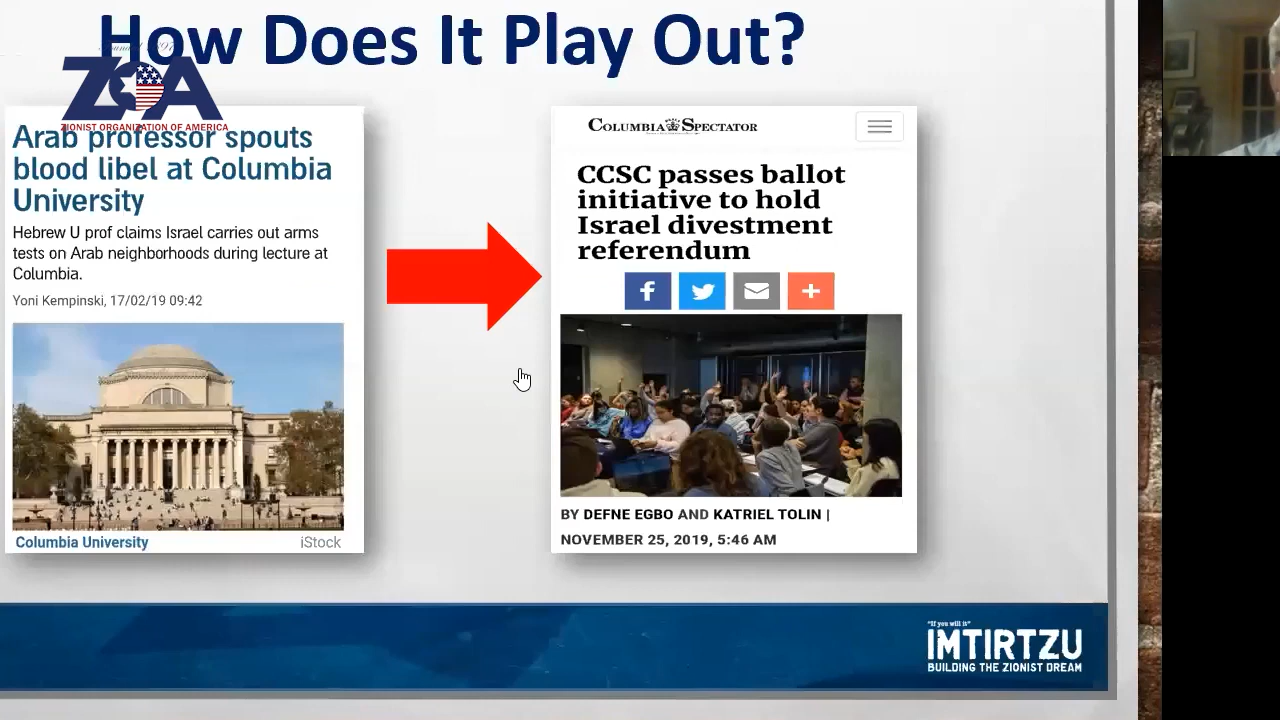 How Does It Play Out?
ZOA
ZIONIST ORGANIZATION OF AMERICA
Arab professor spouts
blood libel at Columbia
University
Hebrew U prof claims Israel carries out arms
tests on Arab neighborhoods during lecture at
Columbia.
Yoni Kempinski, 17/02/19 09:42
Columbia University
iStock
COLUMBIA SPECTATOR
CCSC passes ballot
initiative to hold
Israel divestment
referendum
BY DEFNE EGBO AND KATRIEL TOLIN |
NOVEMBER 25, 2019, 5:46 AM
"If you will it"
IMTIRTZU
BUILDING THE ZIONIST DREAM